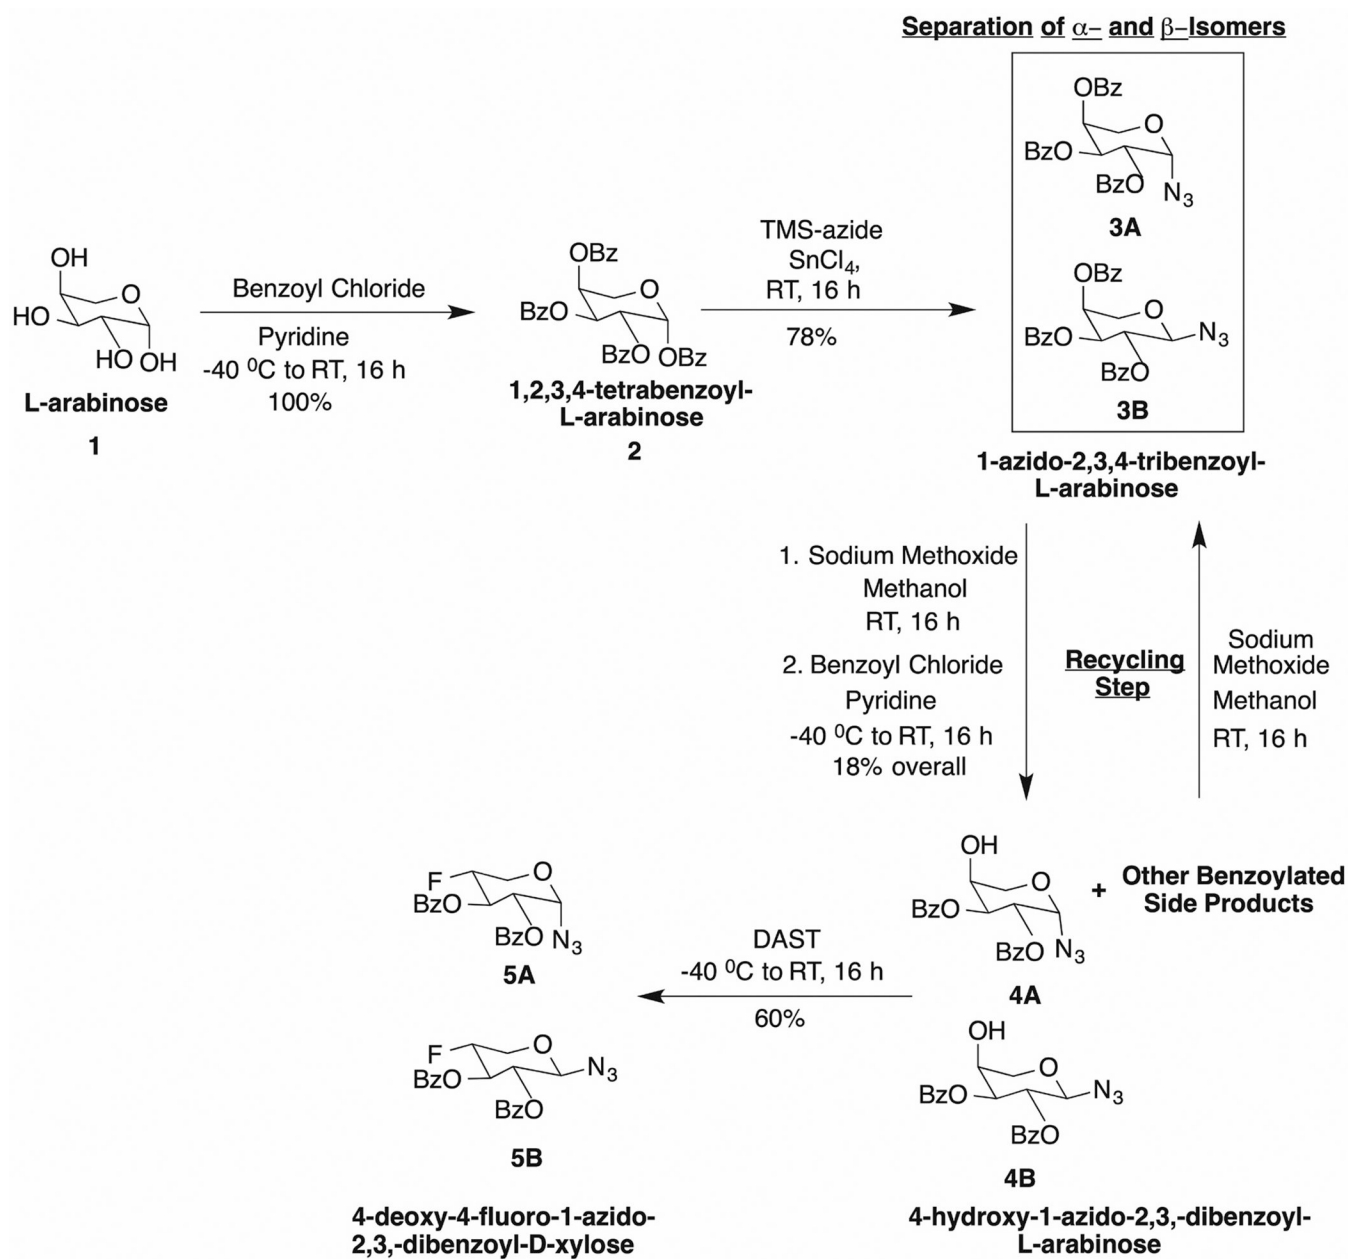 Separation of α– and β–Isomers
OBz
O
BzO
BzO
N3
3A
OBz
O
BzO
N3
BzO
3B
1-azido-2,3,4-tribenzoyl-
L-arabinose
OH
O
HO
HO OH
L-arabinose
1
Benzoyl Chloride
Pyridine
-40 ⁰C to RT, 16 h
100%
OBz
O
BzO
BzO OBz
1,2,3,4-tetrabenzoyl-
L-arabinose
2
TMS-azide
SnCl4,
RT, 16 h
78%
1. Sodium Methoxide
Methanol
RT, 16 h
2. Benzoyl Chloride
Pyridine
-40 ⁰C to RT, 16 h
18% overall
Recycling
Step
Sodium
Methoxide
Methanol
RT, 16 h
OH
O
BzO
BzO N3
4A
+
Other Benzoylated
Side Products
OH
O
BzO
N3
BzO
4B
4-hydroxy-1-azido-2,3,-dibenzoyl-
L-arabinose
DAST
-40 ⁰C to RT, 16 h
60%
F
O
BzO
BzO N3
5A
F
O
BzO
N3
BzO
5B
4-deoxy-4-fluoro-1-azido-
2,3,-dibenzoyl-D-xylose